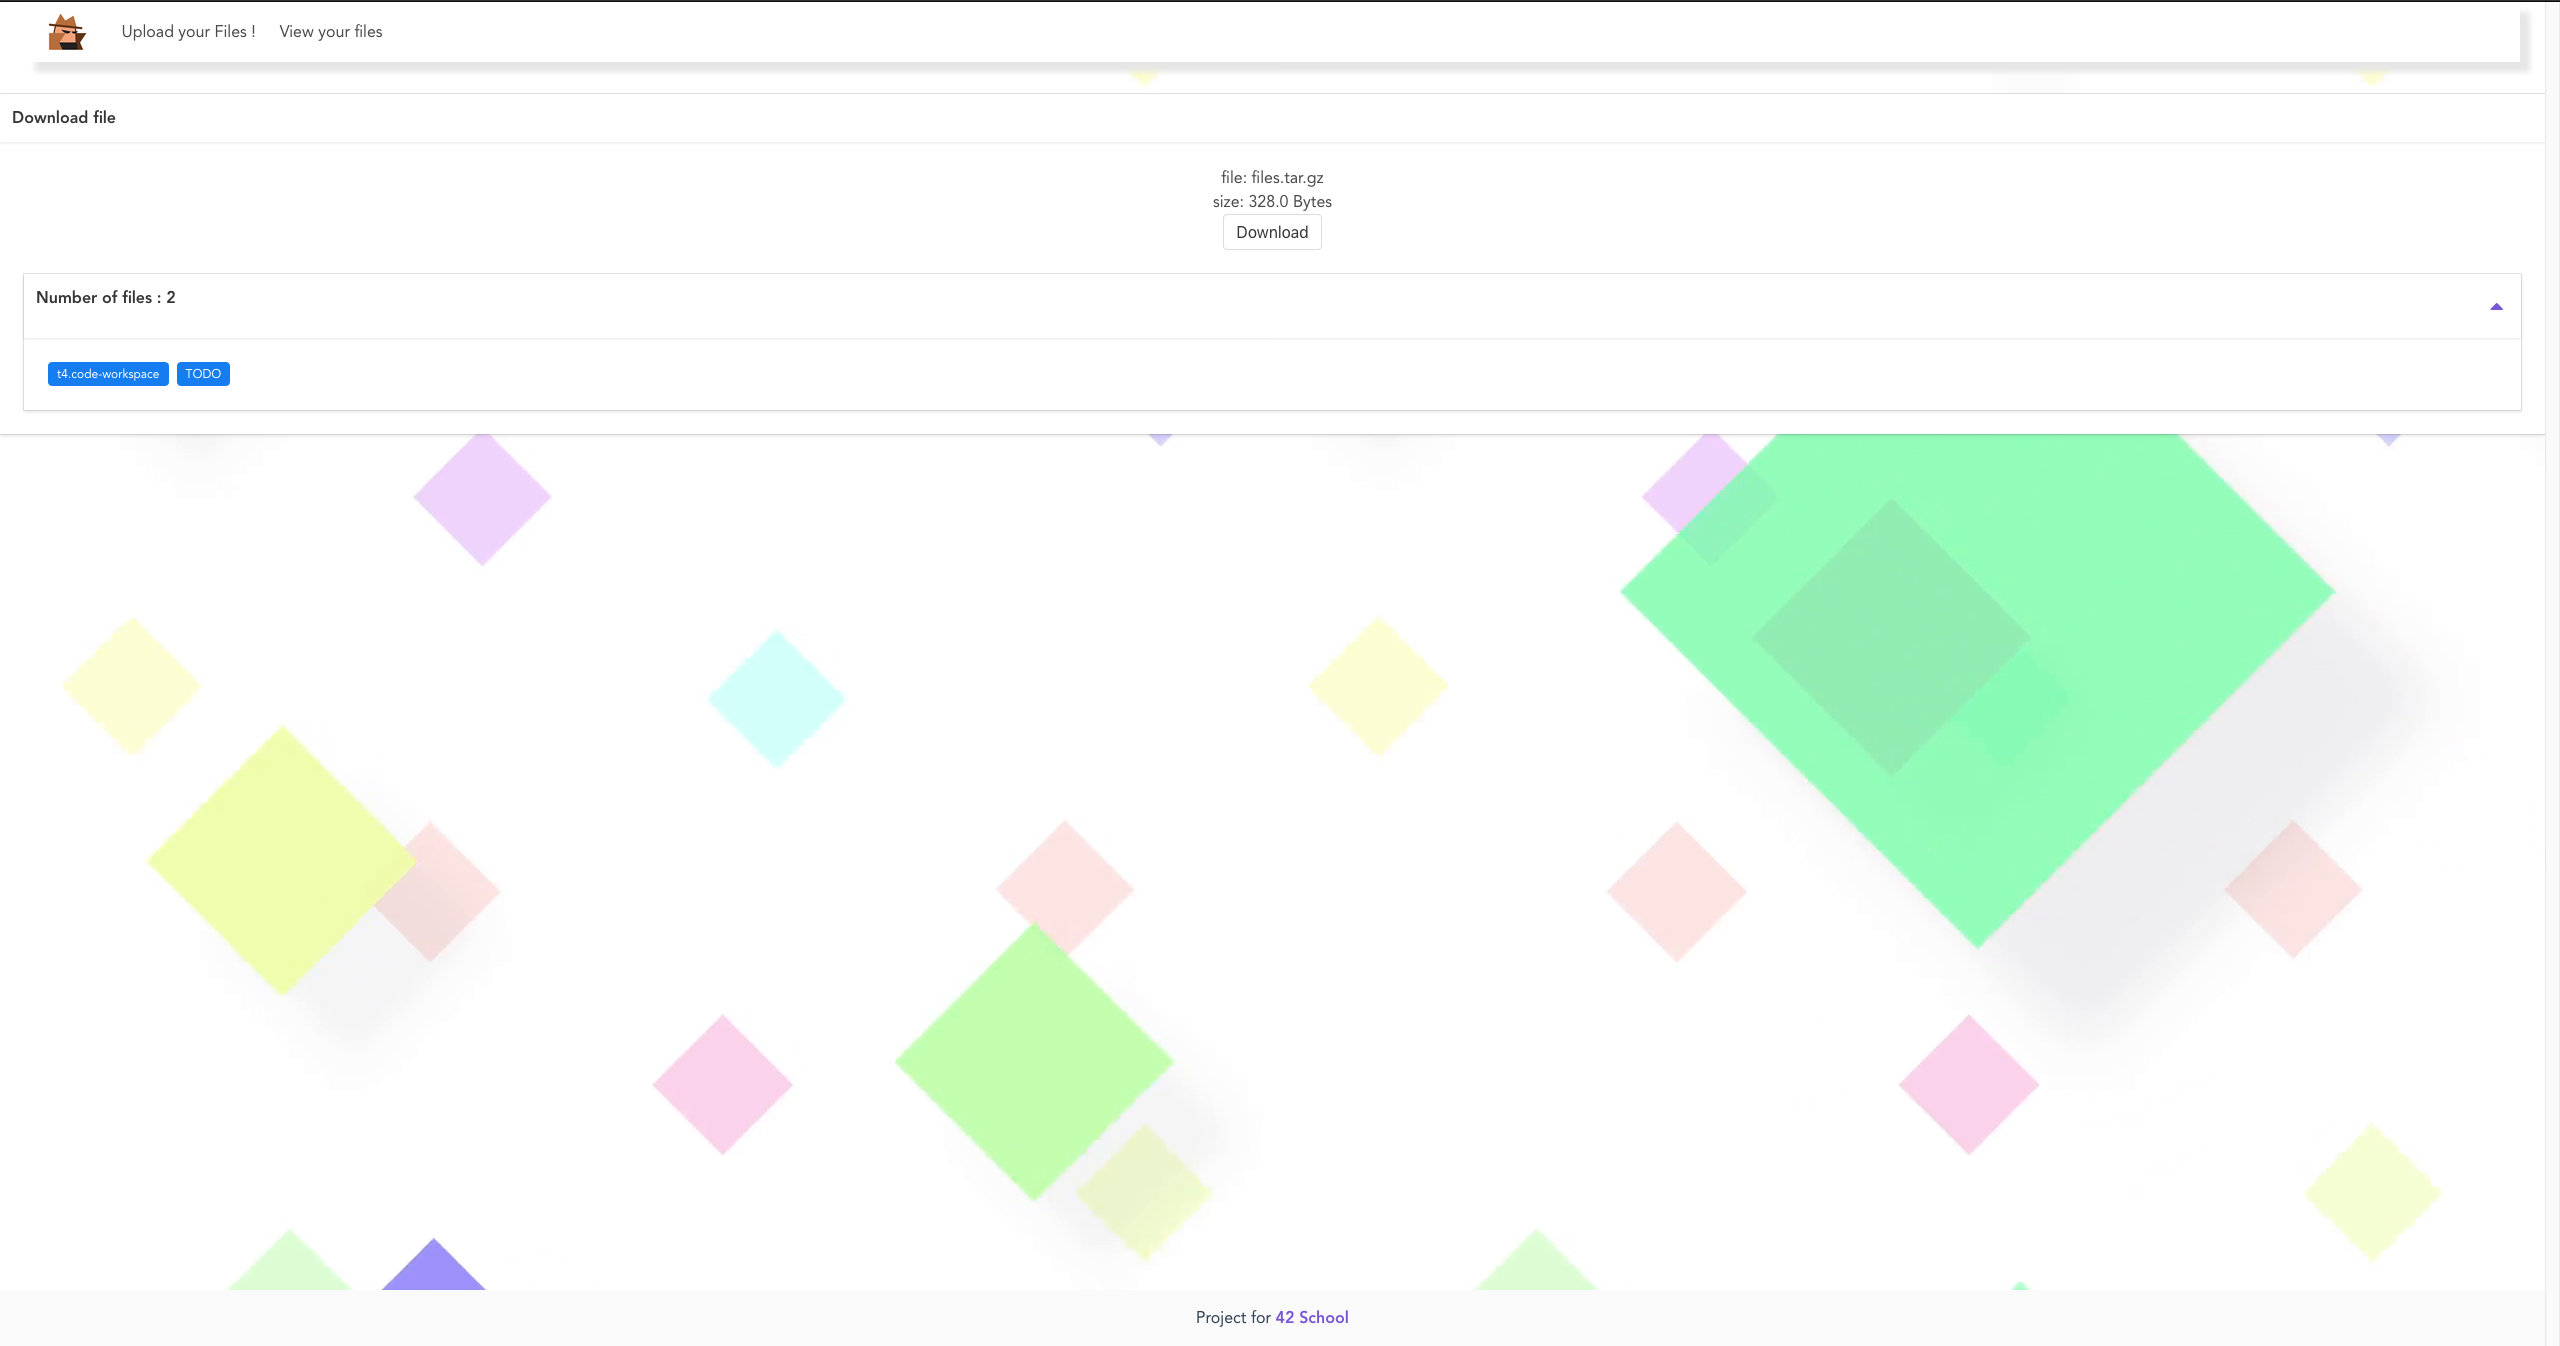 Upload your Files ! View your files
Download file
file: files.tar.gz
size: 328.0 Bytes
Download
Number of files : 2
t4.code-workspace TODO
Project for 42 School